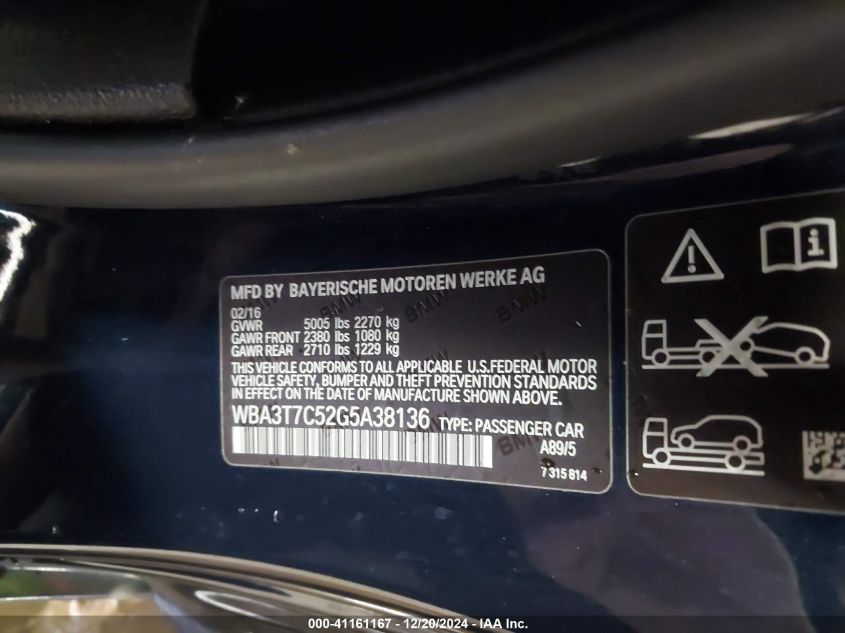 MFD BY BAYERISCHE MOTOREN WERKE AG
02/16
GVWR 5005 lbs 2270 kg
GAWR FRONT 2380 lbs 1080 kg
GAWR REAR 2710 lbs 1229 kg
THIS VEHICLE CONFORMS TO ALL APPLICABLE U.S.FEDERAL MOTOR
VEHICLE SAFETY, BUMPER AND THEFT PREVENTION STANDARDS
IN EFFECT ON THE DATE OF MANUFACTURE SHOWN ABOVE.
WBA3T7C52G5A38136 TYPE: PASSENGER CAR
A89/5
7 315 814
000-41161167 - 12/20/2024 - IAA Inc.